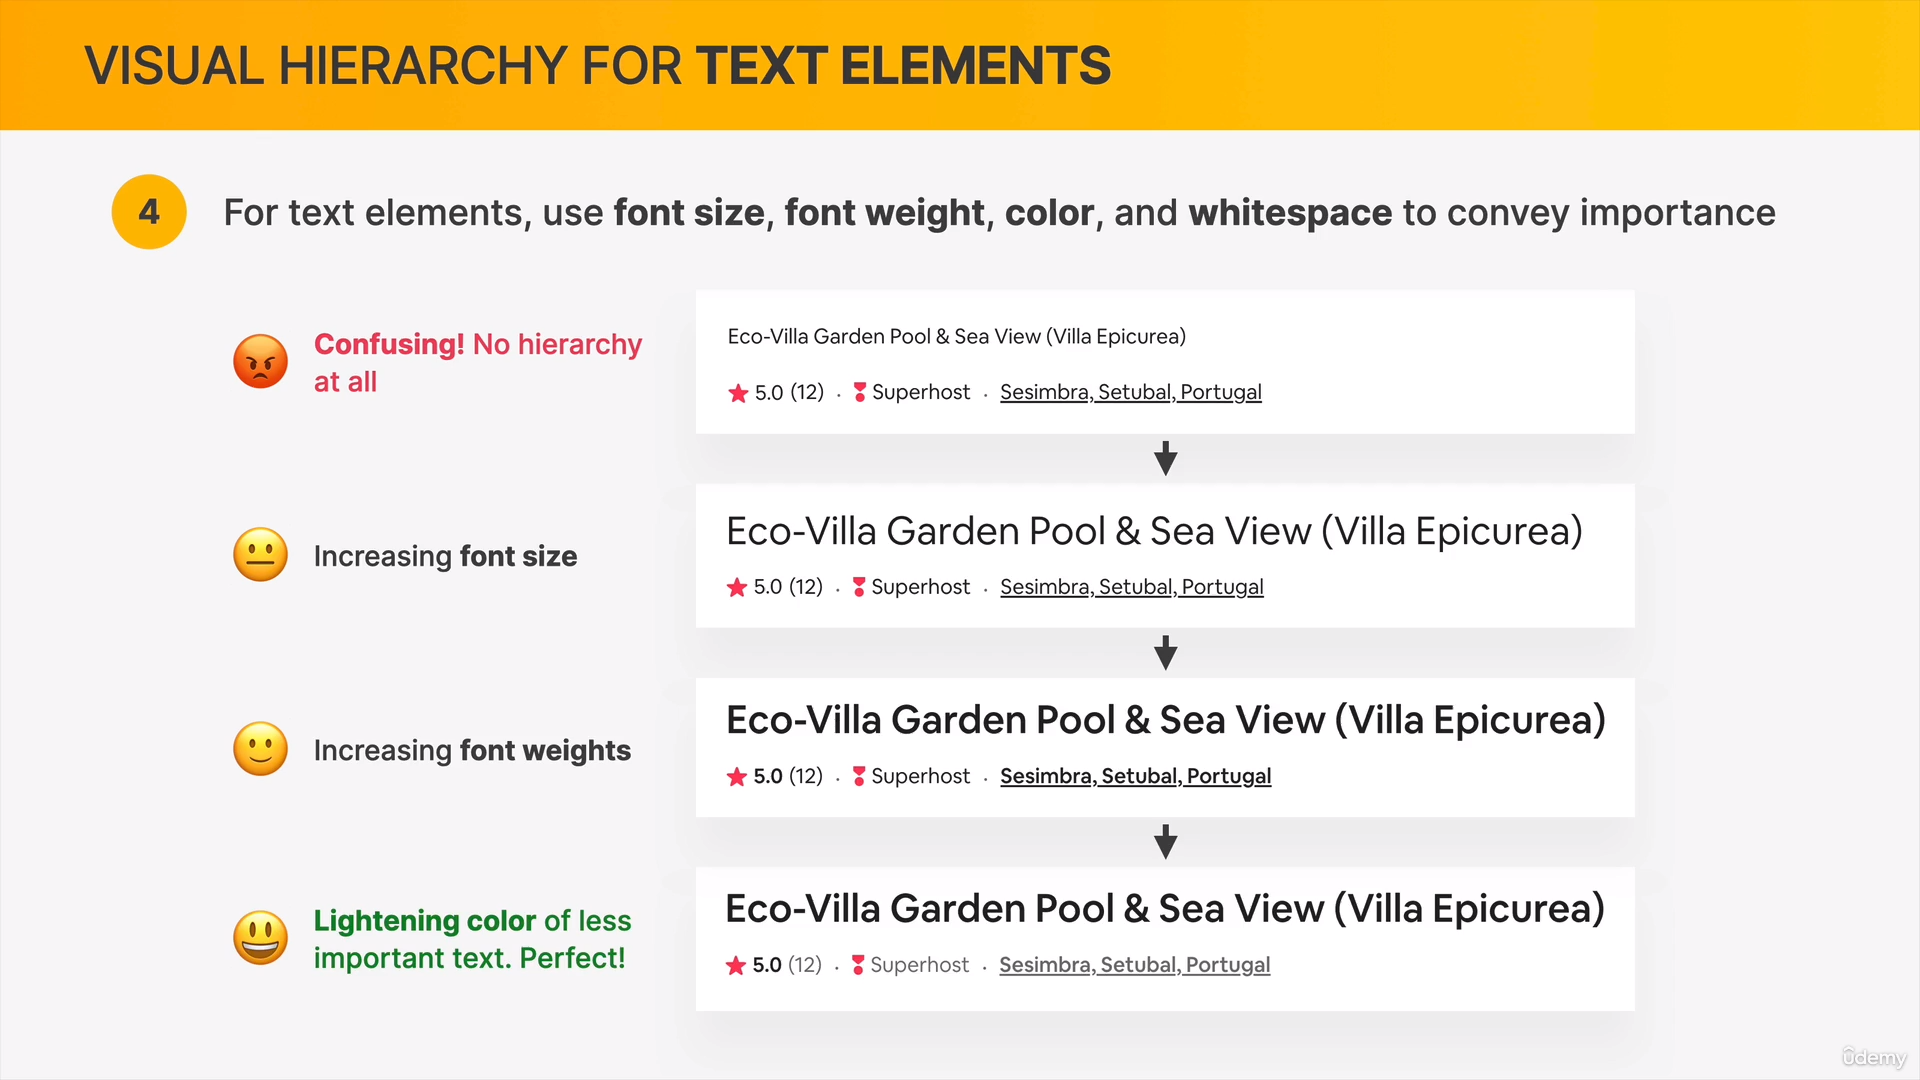 VISUAL HIERARCHY FOR TEXT ELEMENTS
4
For text elements, use font size, font weight, color, and whitespace to convey importance
Confusing! No hierarchy
at all
Eco-Villa Garden Pool & Sea View (Villa Epicurea)
5.0 (12) · Superhost · Sesimbra, Setubal, Portugal
Increasing font size
Eco-Villa Garden Pool & Sea View (Villa Epicurea)
5.0 (12) · Superhost · Sesimbra, Setubal, Portugal
Increasing font weights
Eco-Villa Garden Pool & Sea View (Villa Epicurea)
5.0 (12) · Superhost · Sesimbra, Setubal, Portugal
Lightening color of less
important text. Perfect!
Eco-Villa Garden Pool & Sea View (Villa Epicurea)
5.0 (12) · Superhost · Sesimbra, Setubal, Portugal
udemy